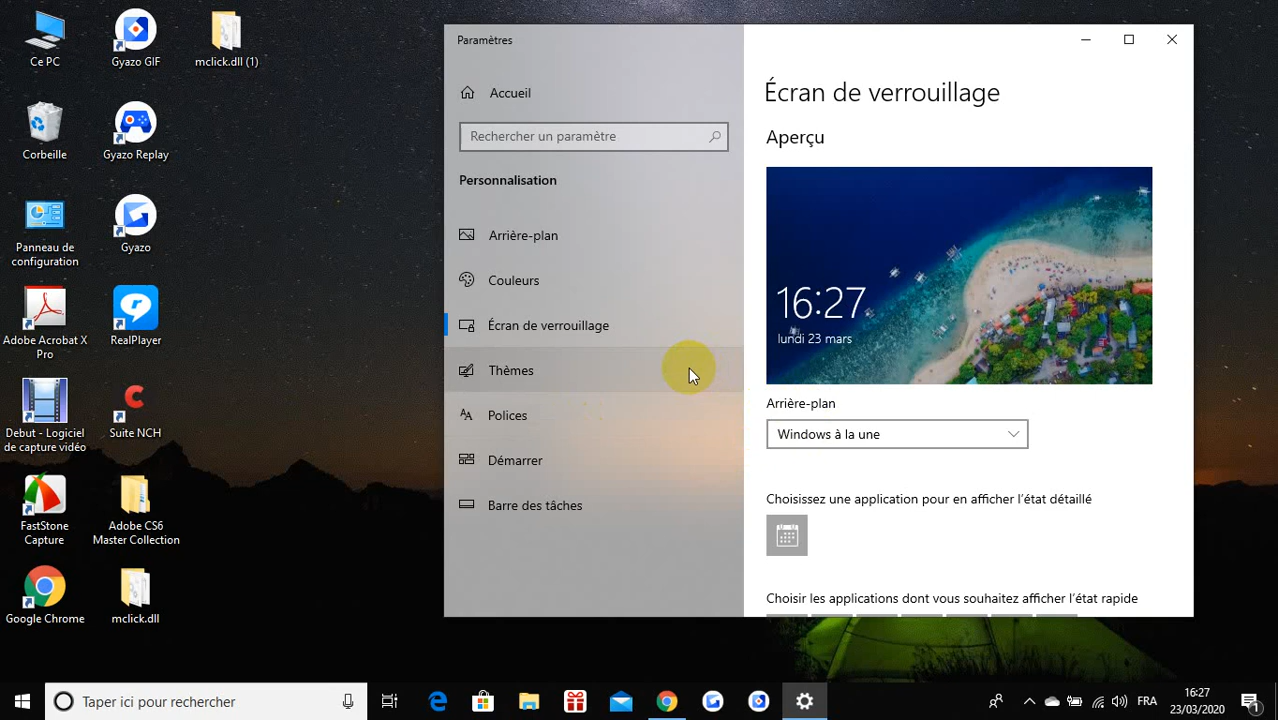 Ce PC
Gyazo GIF
mclick.dll (1)
Corbeille
Gyazo Replay
Panneau de
configuration
Gyazo
Adobe Acrobat X
Pro
RealPlayer
Debut - Logiciel
de capture vidéo
Suite NCH
FastStone
Capture
Adobe CS6
Master Collection
Google Chrome
mclick.dll
Paramètres
Accueil
Rechercher un paramètre
Personnalisation
Arrière-plan
Couleurs
Écran de verrouillage
Thèmes
Polices
Démarrer
Barre des tâches
Écran de verrouillage
Aperçu
16:27
lundi 23 mars
Arrière-plan
Windows à la une
Choisissez une application pour en afficher l’état détaillé
Choisir les applications dont vous souhaitez afficher l’état rapide
Taper ici pour rechercher
FRA
16:27
23/03/2020
1